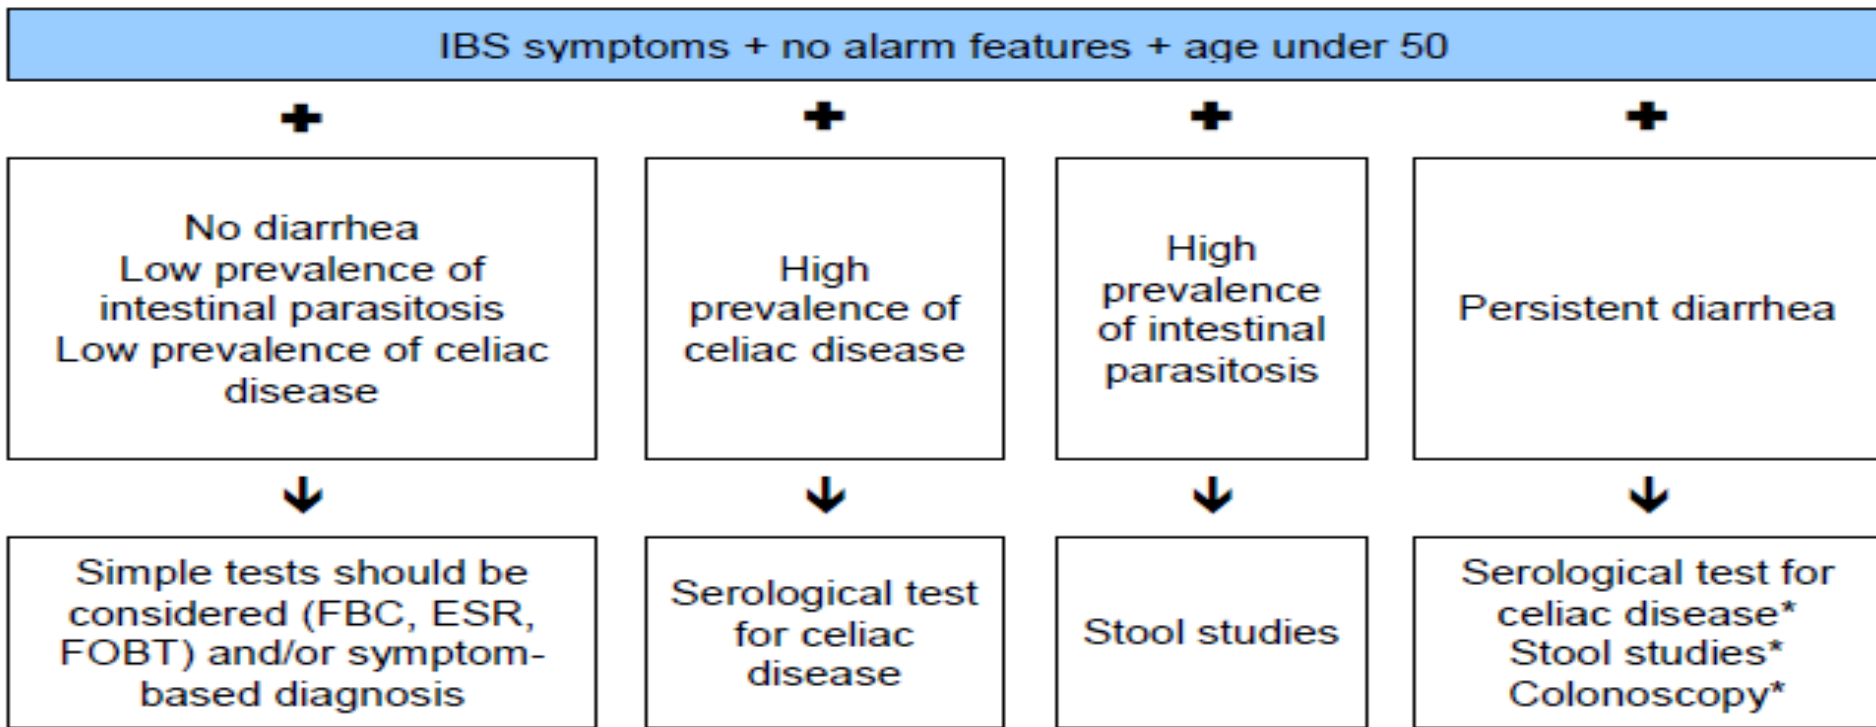 IBS symptoms + no alarm features + age under 50
+ + + +
No diarrhea
Low prevalence of
intestinal parasitosis
Low prevalence of celiac
disease
High
prevalence of
celiac disease
High
prevalence
of intestinal
parasitosis
Persistent diarrhea
Simple tests should be
considered (FBC, ESR,
FOBT) and/or symptom-
based diagnosis
Serological test
for celiac
disease
Stool studies
Serological test for
celiac disease*
Stool studies*
Colonoscopy*